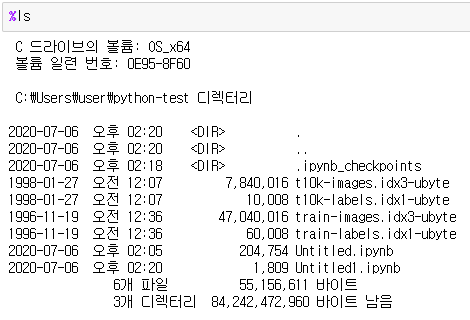 %ls
C 드라이브의 볼륨: OS_x64
볼륨 일련 번호: 0E95-8F60
C:₩Users₩user₩python-test 디렉터리
2020-07-06 오후 02:20 <DIR> .
2020-07-06 오후 02:20 <DIR> ..
2020-07-06 오후 02:18 <DIR> .ipynb_checkpoints
1998-01-27 오전 12:07 7,840,016 t10k-images.idx3-ubyte
1998-01-27 오전 12:07 10,008 t10k-labels.idx1-ubyte
1996-11-19 오전 12:36 47,040,016 train-images.idx3-ubyte
1996-11-19 오전 12:36 60,008 train-labels.idx1-ubyte
2020-07-06 오후 02:05 204,754 Untitled.ipynb
2020-07-06 오후 02:20 1,809 Untitled1.ipynb
6개 파일 55,156,611 바이트
3개 디렉터리 84,242,472,960 바이트 남음